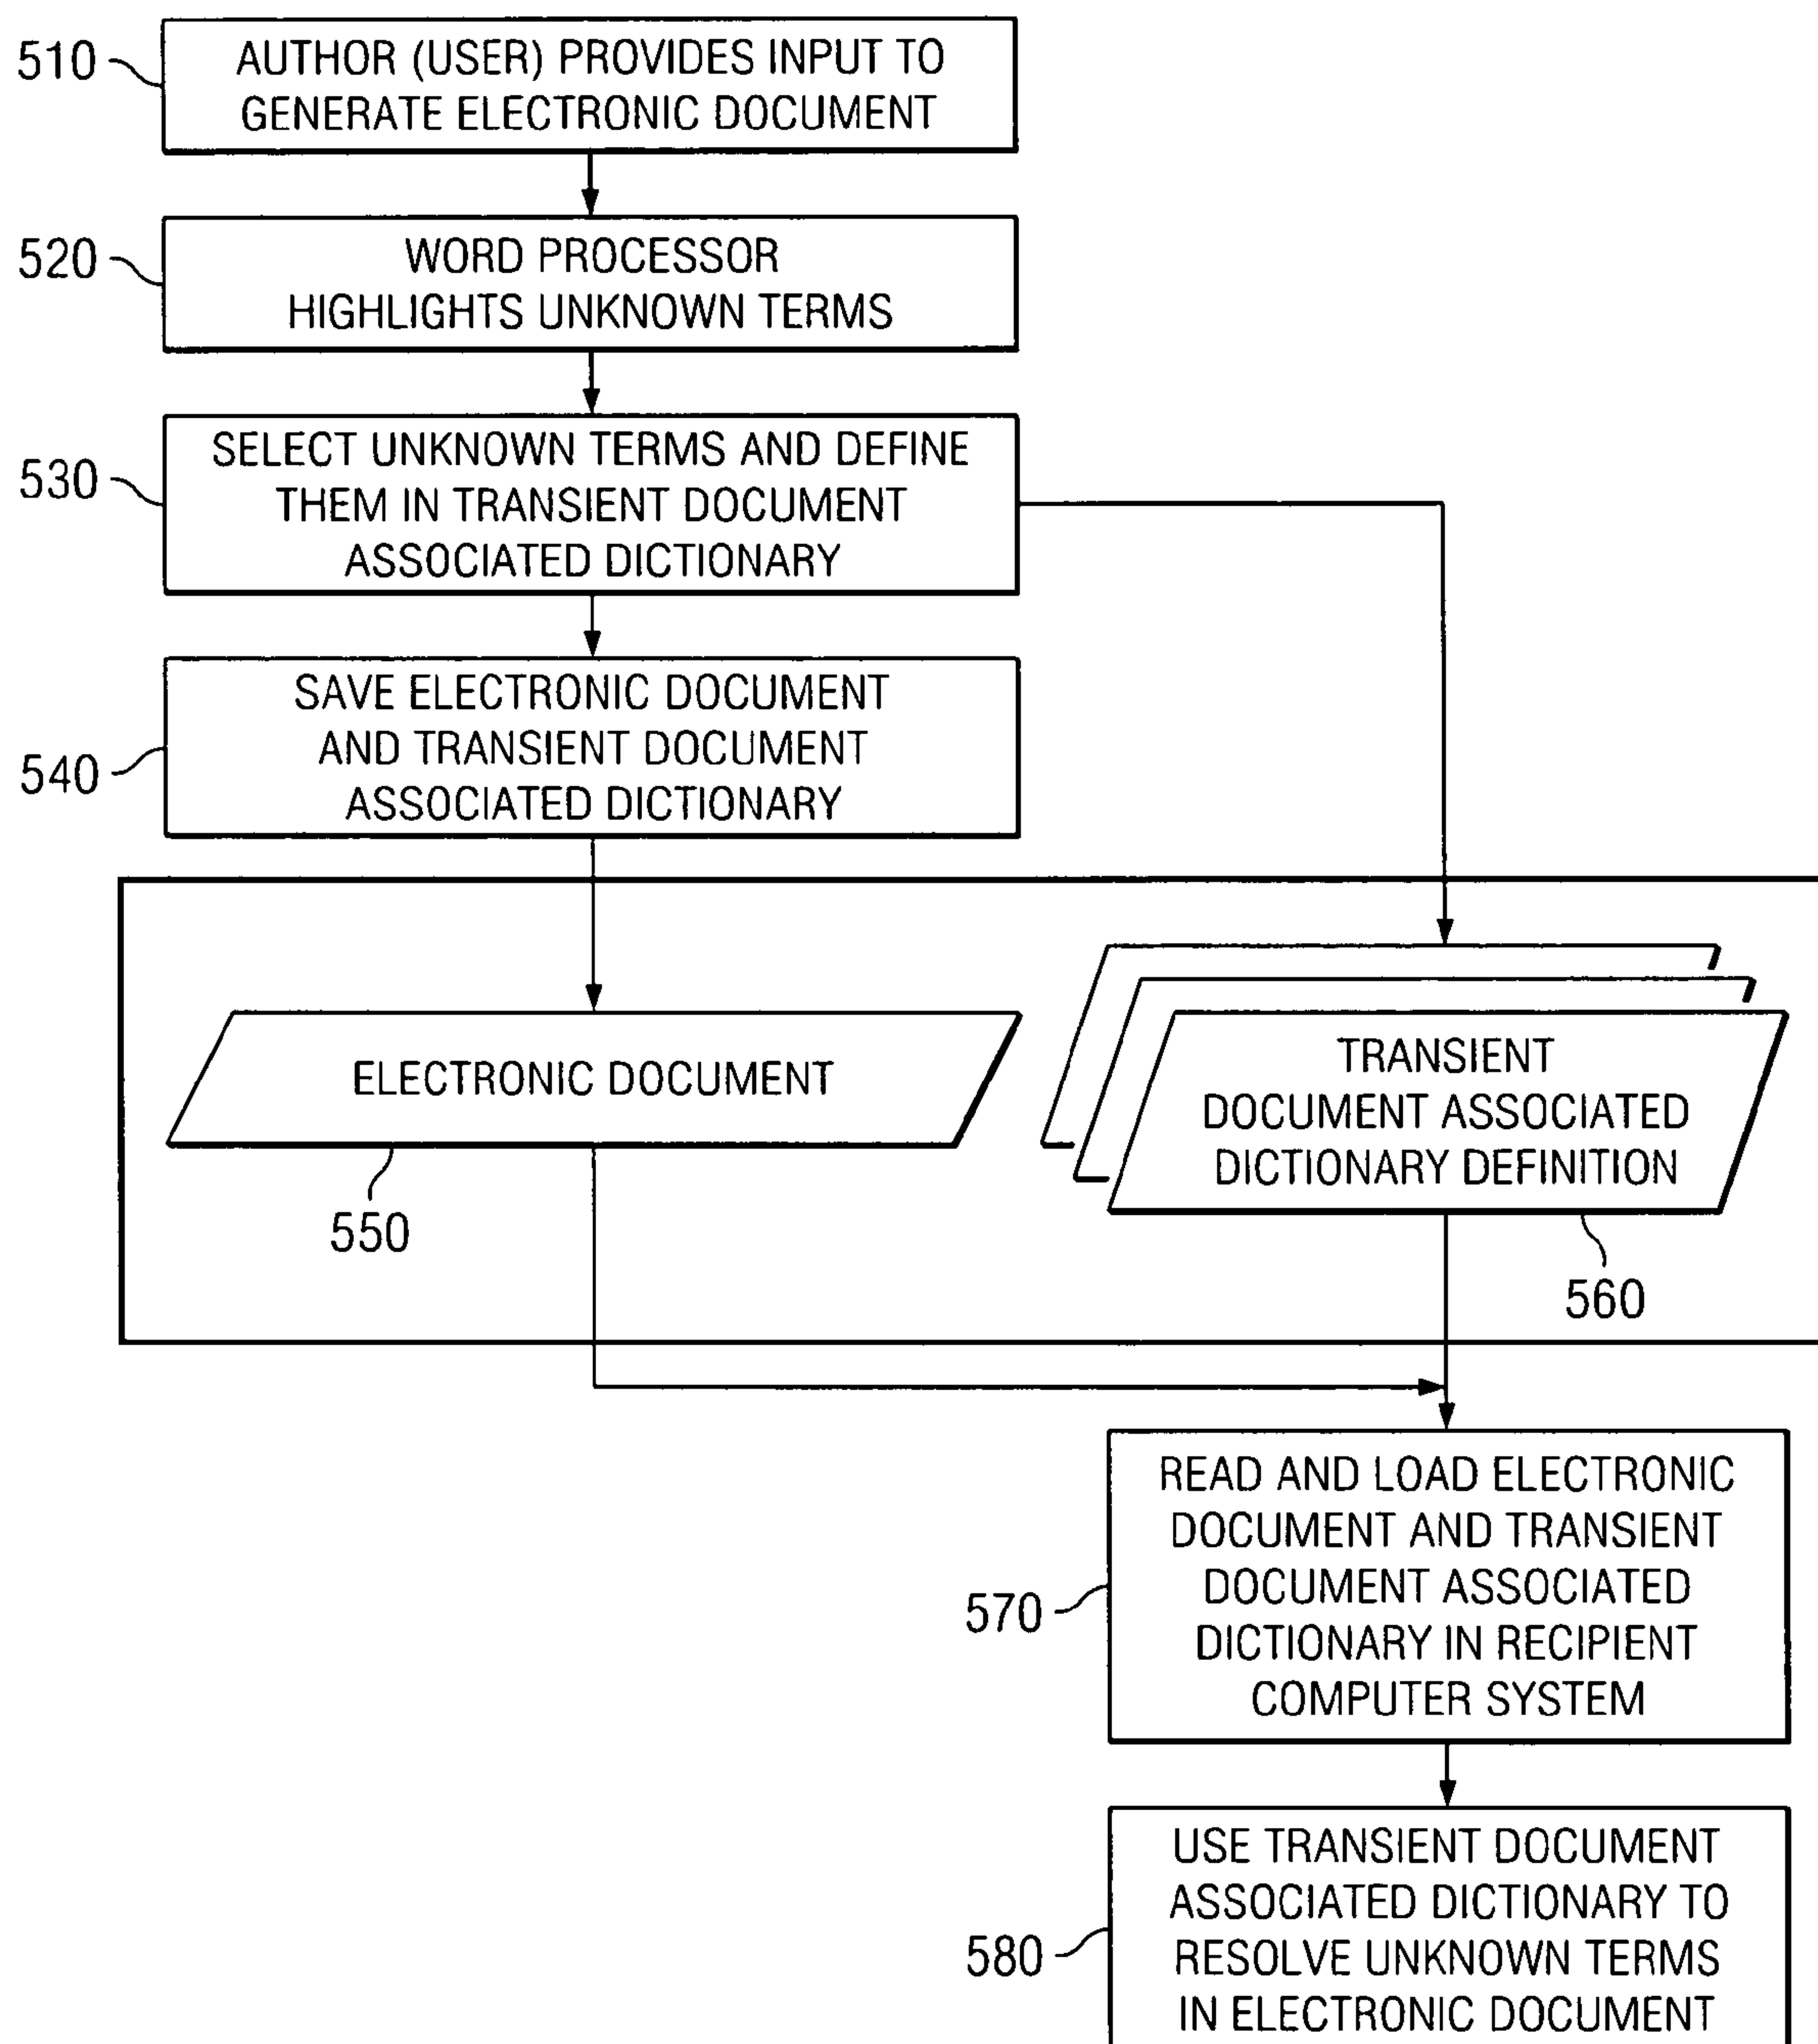 510
AUTHOR (USER) PROVIDES INPUT TO
GENERATE ELECTRONIC DOCUMENT
520
WORD PROCESSOR
HIGHLIGHTS UNKNOWN TERMS
530
SELECT UNKNOWN TERMS AND DEFINE
THEM IN TRANSIENT DOCUMENT
ASSOCIATED DICTIONARY
540
SAVE ELECTRONIC DOCUMENT
AND TRANSIENT DOCUMENT
ASSOCIATED DICTIONARY
ELECTRONIC DOCUMENT
550
TRANSIENT
DOCUMENT ASSOCIATED
DICTIONARY DEFINITION
560
570
READ AND LOAD ELECTRONIC
DOCUMENT AND TRANSIENT
DOCUMENT ASSOCIATED
DICTIONARY IN RECIPIENT
COMPUTER SYSTEM
580
USE TRANSIENT DOCUMENT
ASSOCIATED DICTIONARY TO
RESOLVE UNKNOWN TERMS
IN ELECTRONIC DOCUMENT